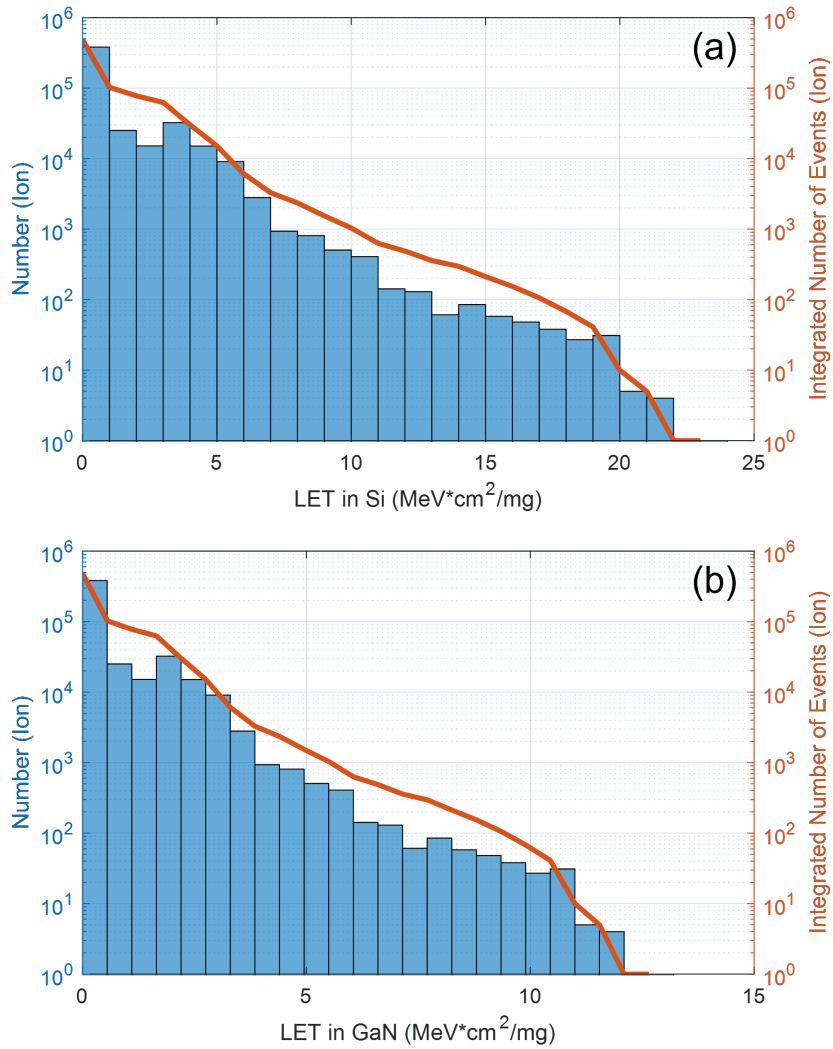 (a)
Number (Ion)
10^6
10^5
10^4
10^3
10^2
10^1
10^0
Integrated Number of Events (Ion)
10^6
10^5
10^4
10^3
10^2
10^1
10^0
0 5 10 15 20 25
LET in Si (MeV*cm^2/mg)
(b)
Number (Ion)
10^6
10^5
10^4
10^3
10^2
10^1
10^0
Integrated Number of Events (Ion)
10^6
10^5
10^4
10^3
10^2
10^1
10^0
0 5 10 15
LET in GaN (MeV*cm^2/mg)